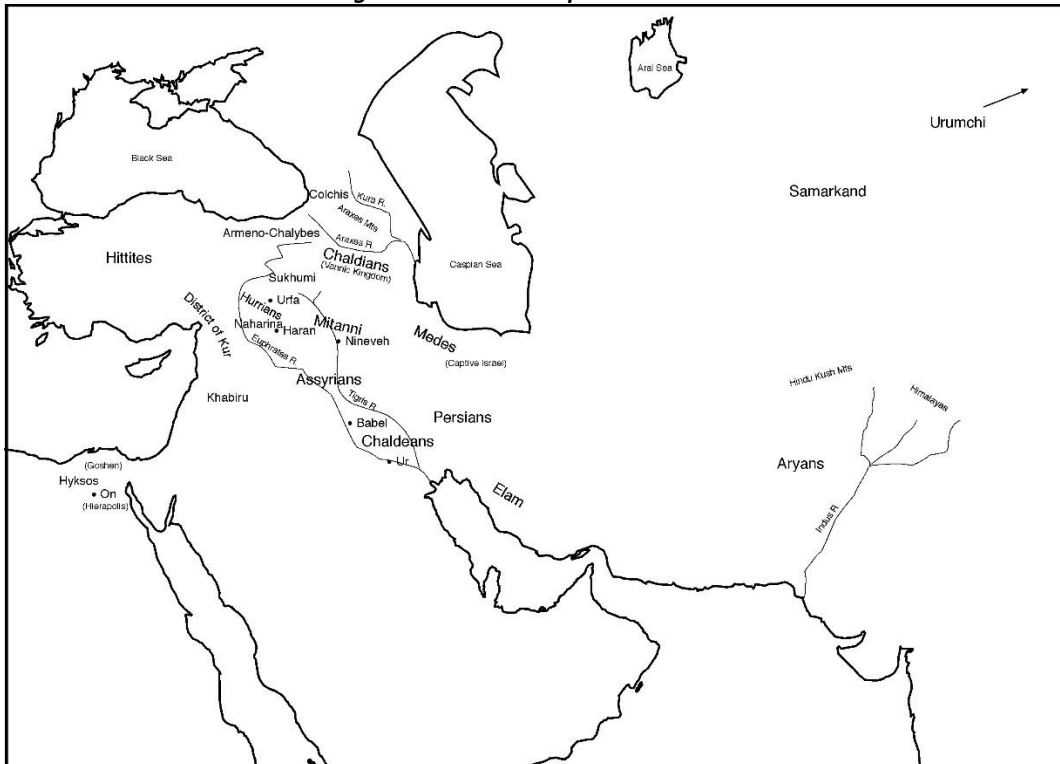 Aral Sea
Urumchi
Black Sea
Samarkand
Colchis
Kura R.
Araxes Mts
Armeno-Chalybes
Araxes R
Chaldians
(Vannic Kingdom)
Hittites
Caspian Sea
Sukhumi
Urfa
Hurrians
District of Kur
Naharina
Haran
Mitanni
Nineveh
Medes
(Captive Israel)
Euphrates R.
Assyrians
Hindu Kush Mts
Himalayas
Khabiru
Tigris R
Persians
Babel
Chaldeans
Ur
Aryans
(Goshen)
Hyksos
On
(Hierapolis)
Elam
Indus R